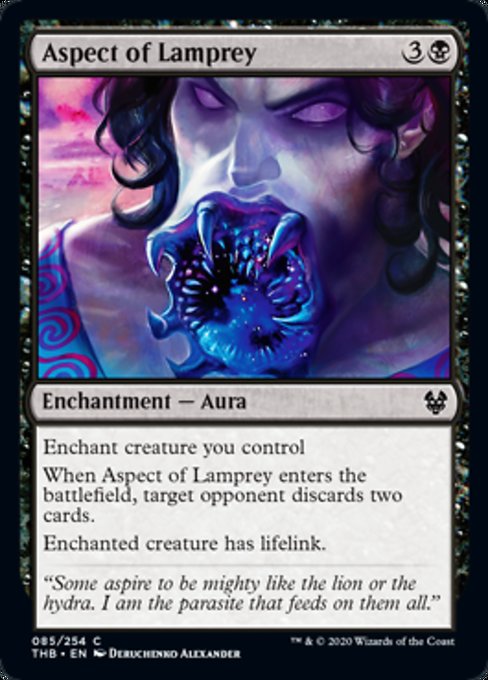 Aspect of Lamprey 3
Enchantment — Aura
Enchant creature you control
When Aspect of Lamprey enters the
battlefield, target opponent discards two
cards.
Enchanted creature has lifelink.
“Some aspire to be mighty like the lion or the
hydra. I am the parasite that feeds on them all.”
085/254 C
™ & © 2020 Wizards of the Coast
THB • EN Deruchenko Alexander